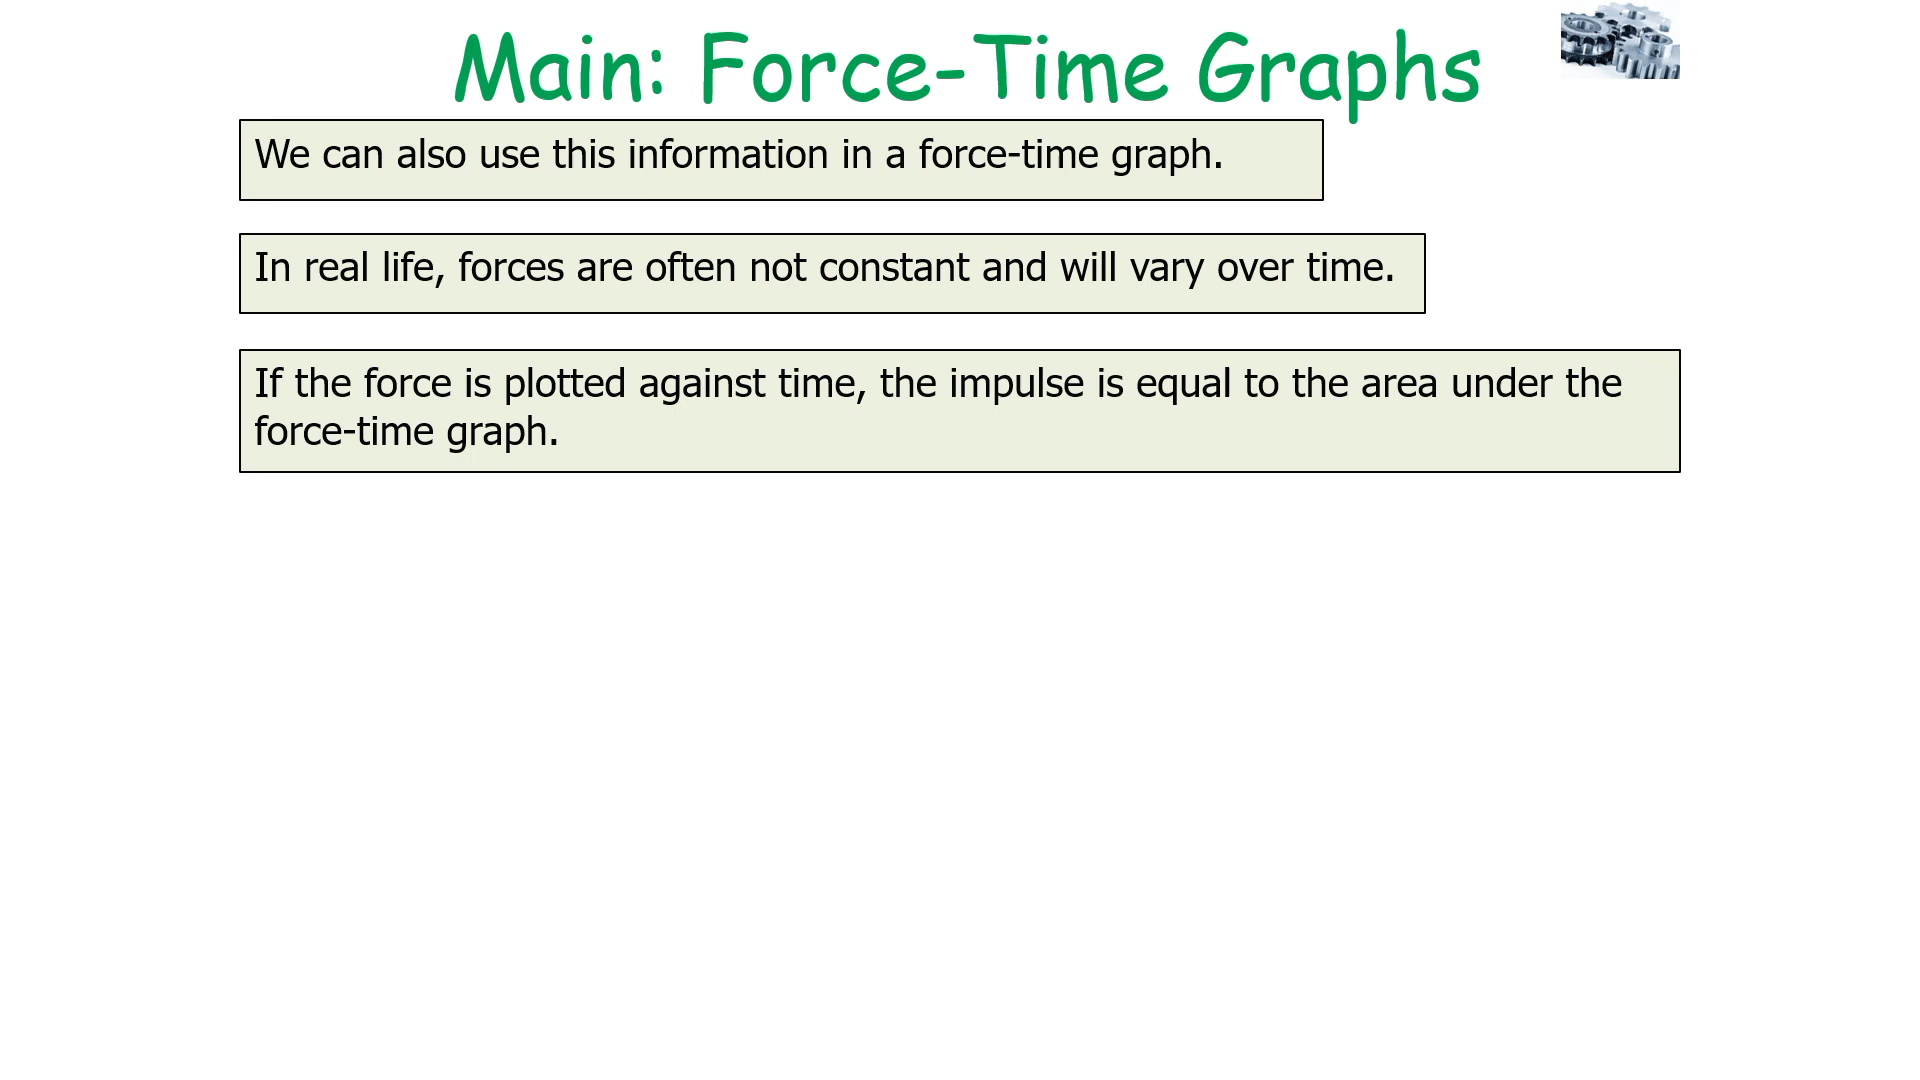 Main: Force-Time Graphs
We can also use this information in a force-time graph.
In real life, forces are often not constant and will vary over time.
If the force is plotted against time, the impulse is equal to the area under the
force-time graph.